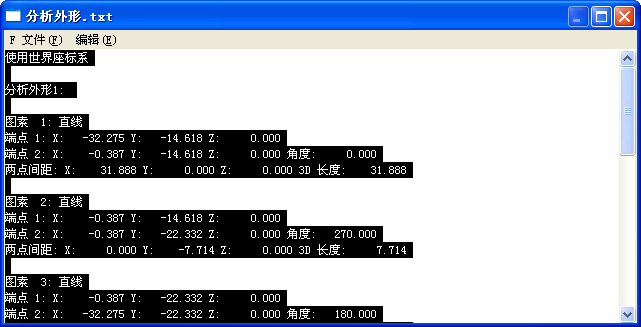 分析外形.txt
F 文件(F) 编辑(E)
使用世界座标系
分析外形1:
图素 1: 直线
端点 1: X: -32.275 Y: -14.618 Z: 0.000
端点 2: X: -0.387 Y: -14.618 Z: 0.000 角度: 0.000
两点间距: X: 31.888 Y: 0.000 Z: 0.000 3D 长度: 31.888
图素 2: 直线
端点 1: X: -0.387 Y: -14.618 Z: 0.000
端点 2: X: -0.387 Y: -22.332 Z: 0.000 角度: 270.000
两点间距: X: 0.000 Y: -7.714 Z: 0.000 3D 长度: 7.714
图素 3: 直线
端点 1: X: -0.387 Y: -22.332 Z: 0.000
端点 2: X: -32.275 Y: -22.332 Z: 0.000 角度: 180.000